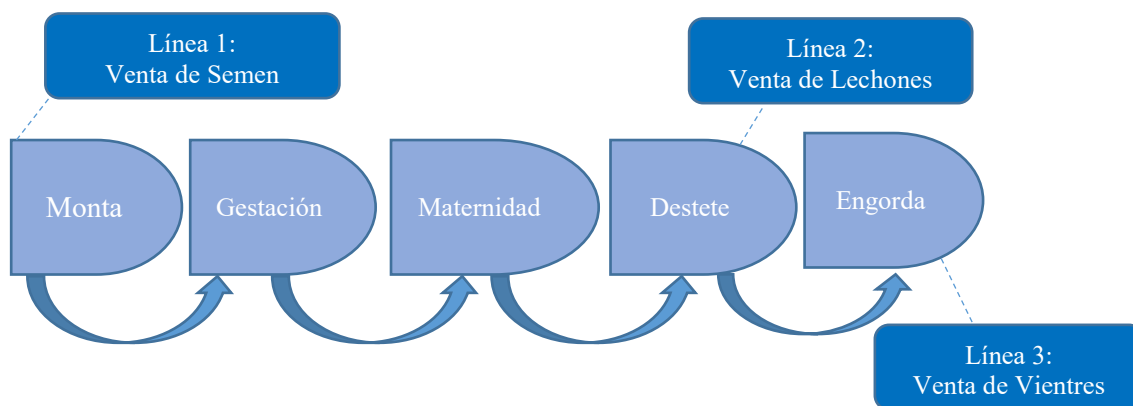 Línea 1:
Venta de Semen
Línea 2:
Venta de Lechones
Monta
Gestación
Maternidad
Destete
Engorda
Línea 3:
Venta de Vientres